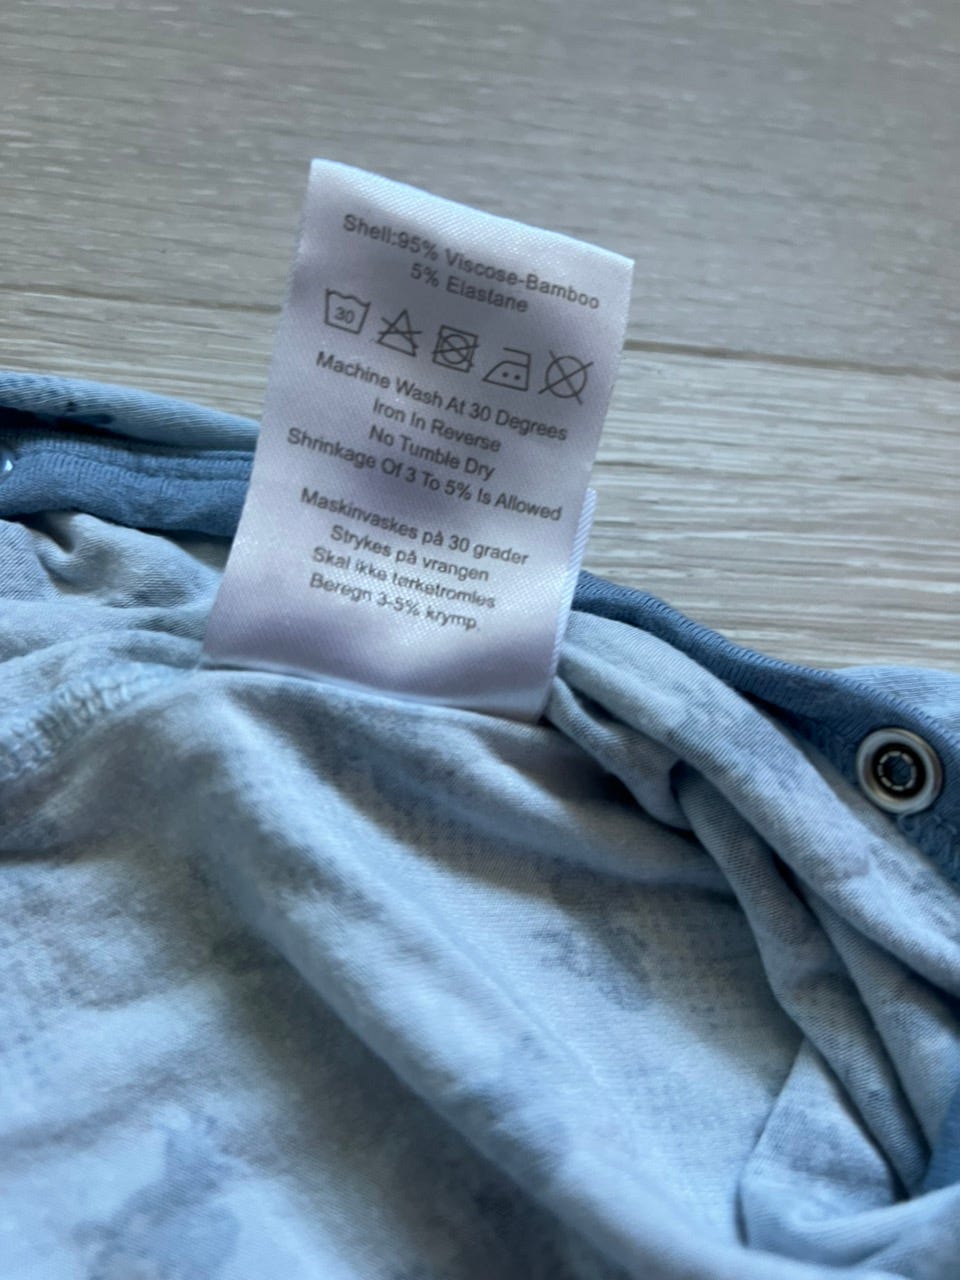 Shell:95% Viscose-Bamboo
5% Elastane
30
Machine Wash At 30 Degrees
Iron In Reverse
No Tumble Dry
Shrinkage Of 3 To 5% Is Allowed
Maskinvaskes på 30 grader
Strykes på vrangen
Skal ikke tørketromles
Beregn 3-5% krymp.